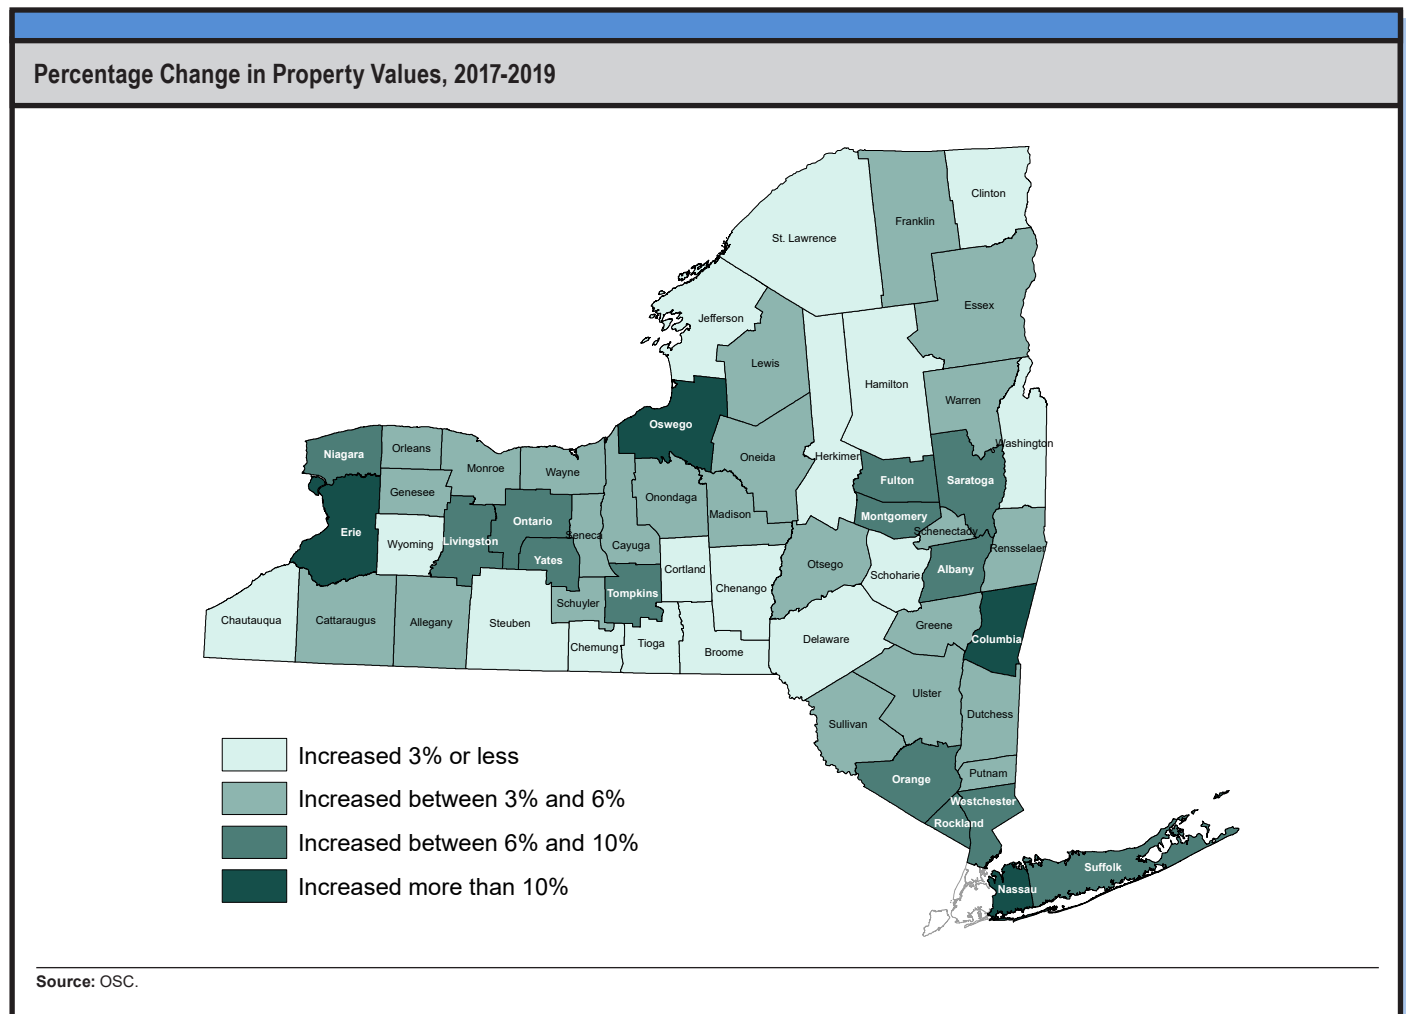 Percentage Change in Property Values, 2017-2019
Clinton
Franklin
St. Lawrence
Essex
Jefferson
Lewis
Hamilton
Warren
Oswego
Washington
Niagara
Orleans
Herkimer
Oneida
Monroe
Wayne
Fulton
Saratoga
Genesee
Onondaga
Madison
Montgomery
Ontario
Erie
Schenectady
Seneca
Livingston
Wyoming
Cayuga
Rensselaer
Yates
Otsego
Cortland
Albany
Schoharie
Chenango
Tompkins
Schuyler
Chautauqua
Cattaraugus
Allegany
Steuben
Greene
Columbia
Delaware
Tioga
Chemung
Broome
Ulster
Dutchess
Sullivan
Increased 3% or less
Putnam
Orange
Increased between 3% and 6%
Westchester
Rockland
Increased between 6% and 10%
Suffolk
Increased more than 10%
Nassau
Source: OSC.